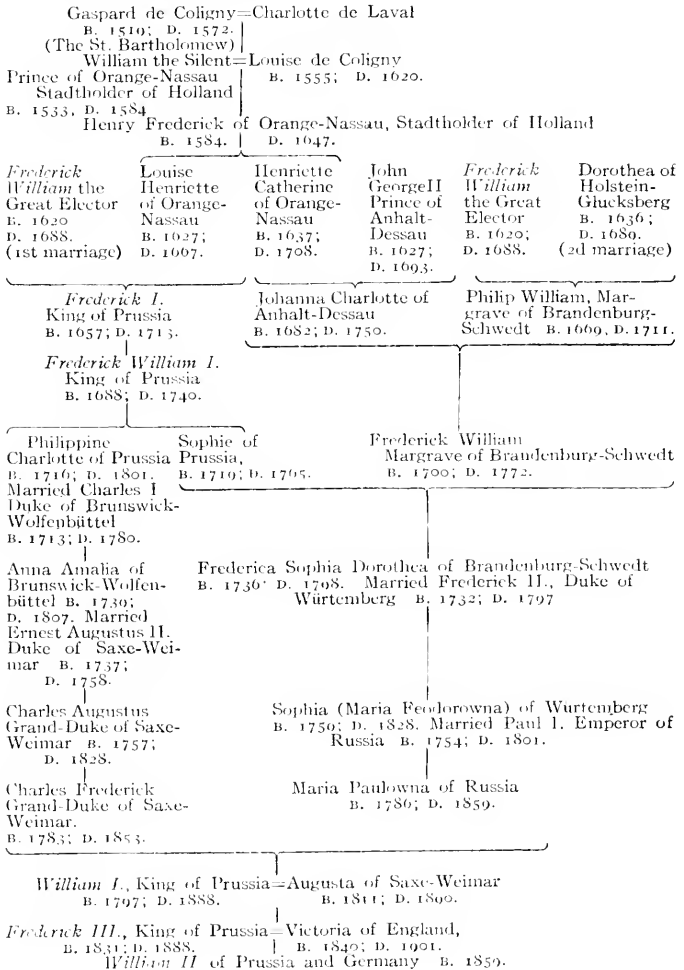 Gaspard de Coligny=Charlotte de Laval
B. 1519; D. 1572.
(The St. Bartholomew)
William the Silent=Louise de Coligny
Prince of Orange-Nassau
Stadtholder of Holland
B. 1533, D. 1584
B. 1555; D. 1620.
Henry Frederick of Orange-Nassau, Stadtholder of Holland
B. 1584. D. 1647.
Frederick
William the
Great Elector
B. 1620
D. 1688.
(1st marriage)
Louise
Henriette
of Orange-
Nassau
B. 1627;
D. 1667.
Henriette
Catherine
of Orange-
Nassau
B. 1637;
D. 1708.
John
George II
Prince of
Anhalt-
Dessau
B. 1627;
D. 1693.
Frederick
William
the Great
Elector
B. 1620;
D. 1688.
Dorothea of
Holstein-
Glucksberg
B. 1636;
D. 1689.
(2d marriage)
Frederick I.
King of Prussia
B. 1657; D. 1713.
Johanna Charlotte of
Anhalt-Dessau
B. 1682; D. 1750.
Philip William, Mar-
grave of Brandenburg-
Schwedt B. 1669, D. 1711.
Frederick William I.
King of Prussia
B. 1688; D. 1740.
Philippine
Charlotte of Prussia
B. 1716; D. 1801.
Married Charles I
Duke of Brunswick-
Wolfenbüttel
B. 1713; D. 1780.
Sophie of
Prussia,
B. 1719; D. 1765.
Frederick William
Margrave of Brandenburg-Schwedt
B. 1700; D. 1772.
Anna Amalia of
Brunswick-Wolfen-
büttel B. 1739;
D. 1807. Married
Ernest Augustus II.
Duke of Saxe-Wei-
mar B. 1737;
D. 1758.
Frederica Sophia Dorothea of Brandenburg-Schwedt
B. 1736; D. 1798. Married Frederick II., Duke of
Würtemberg B. 1732; D. 1797
Charles Augustus
Grand-Duke of Saxe-
Weimar B. 1757;
D. 1828.
Sophia (Maria Feodorowna) of Wurtemberg
B. 1759; D. 1828. Married Paul I. Emperor of
Russia B. 1754; D. 1801.
Charles Frederick
Grand-Duke of Saxe-
Weimar.
B. 1783; D. 1853.
Maria Paulowna of Russia
B. 1786; D. 1859.
William I., King of Prussia=Augusta of Saxe-Weimar
B. 1797; D. 1888. B. 1811; D. 1890.
Frederick III., King of Prussia=Victoria of England,
B. 1831; D. 1888. B. 1840; D. 1901.
William II of Prussia and Germany B. 1859.